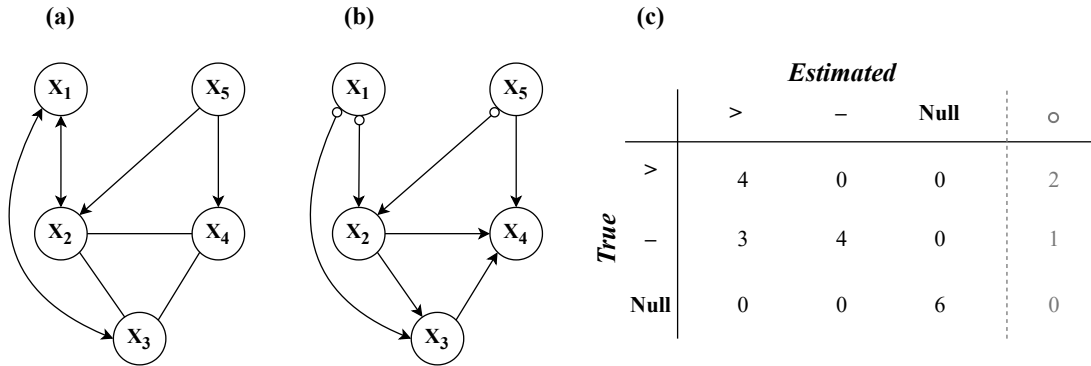 (a)
X1
X5
X2
X4
X3
(b)
X1
X5
X2
X4
X3
(c)
Estimated
> – Null o
True
> 4 0 0 2
– 3 4 0 1
Null 0 0 6 0